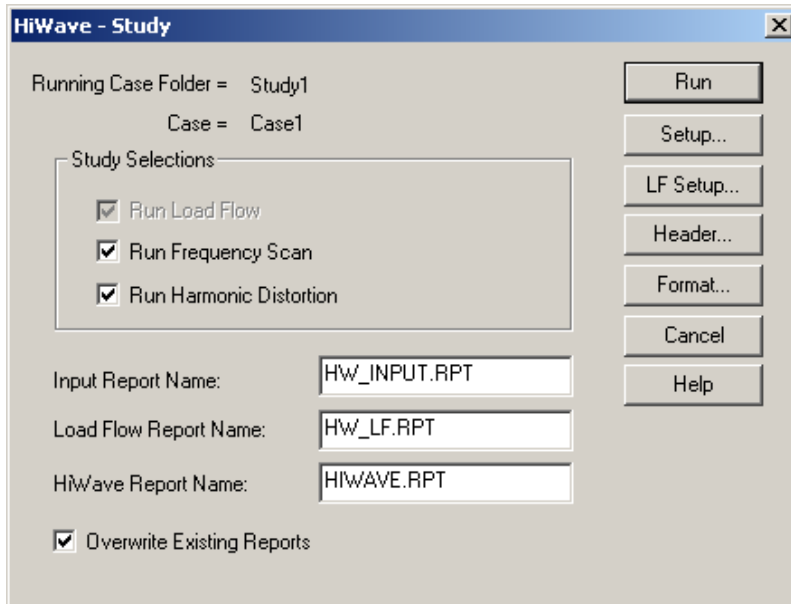 HiWave - Study
Running Case Folder = Study1
Case = Case1
Study Selections
Run Load Flow
Run Frequency Scan
Run Harmonic Distortion
Input Report Name: HW_INPUT.RPT
Load Flow Report Name: HW_LF.RPT
HiWave Report Name: HIWAVE.RPT
Overwrite Existing Reports
Run
Setup...
LF Setup...
Header...
Format...
Cancel
Help